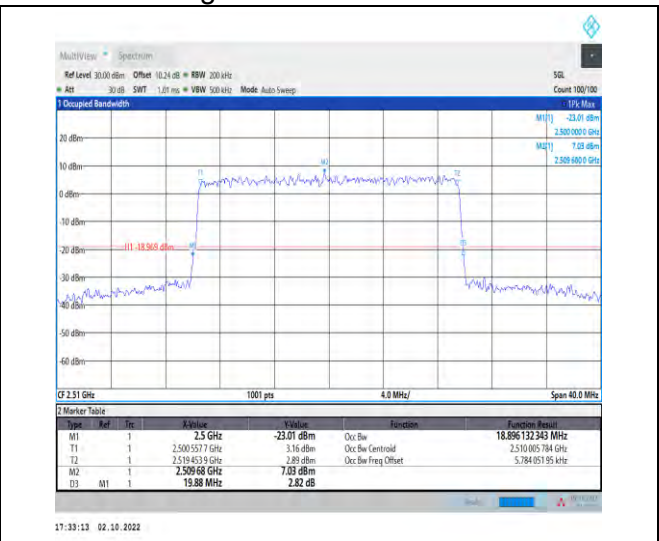 MultiView Spectrum
Ref Level 30.00 dBm Offset 10.24 dB RBW 200 kHz SGL
Att 30 dB SWT 1.01 ms VBW 500 kHz Mode Auto Sweep Count 100/100
1 Occupied Bandwidth 1Pk Max
M1[1] -23.01 dBm
2.500 000 0 GHz
M2[1] 7.03 dBm
2.509 680 0 GHz
20 dBm
10 dBm
M2
T1 T2
0 dBm
-10 dBm
-20 dBm H1 -18.969 dBm M1 D3
-30 dBm
-40 dBm
-50 dBm
-60 dBm
CF 2.51 GHz 1001 pts 4.0 MHz/ Span 40.0 MHz
2 Marker Table
Type Ref Trc X-Value Y-Value Function Function Result
M1 1 2.5 GHz -23.01 dBm Occ Bw 18.896 132 343 MHz
T1 1 2.500 557 7 GHz 3.16 dBm Occ Bw Centroid 2.510 005 784 GHz
T2 1 2.519 453 9 GHz 2.89 dBm Occ Bw Freq Offset 5.784 051 95 kHz
M2 1 2.509 68 GHz 7.03 dBm
D3 M1 1 19.88 MHz 2.82 dB
17:33:13 02.10.2022